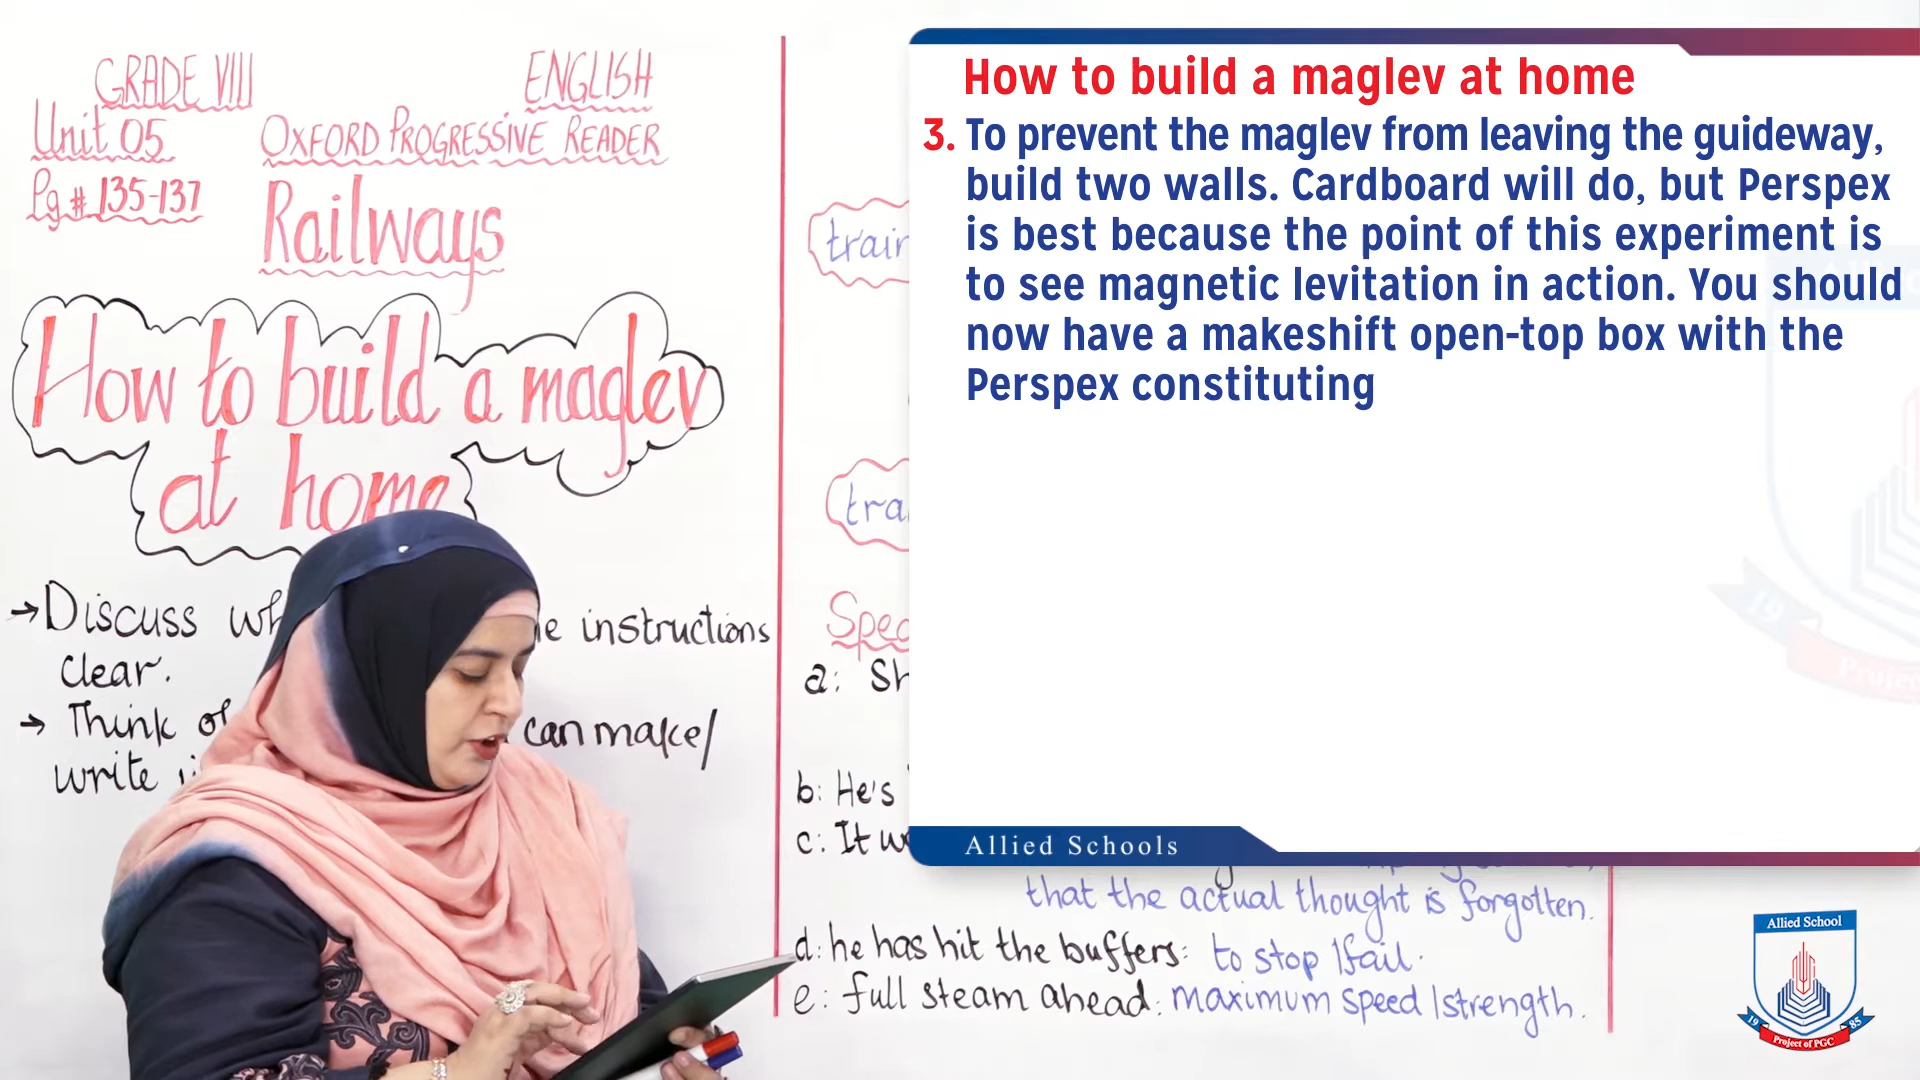 GRADE VIII
ENGLISH
Unit 05
OXFORD PROGRESSIVE READER
Pg # 135-137
Railways
How to build a maglev
at home
→ Discuss
instructions
clear.
→ Think of
can make/
write
a:
b: He's
c: It
that the actual thought is forgotten.
d: he has hit the buffers: to stop/fail.
e: full steam ahead: maximum speed/strength.
How to build a maglev at home
3. To prevent the maglev from leaving the guideway,
build two walls. Cardboard will do, but Perspex
is best because the point of this experiment is
to see magnetic levitation in action. You should
now have a makeshift open-top box with the
Perspex constituting
Allied Schools
Allied School
19 85
Project of PGC